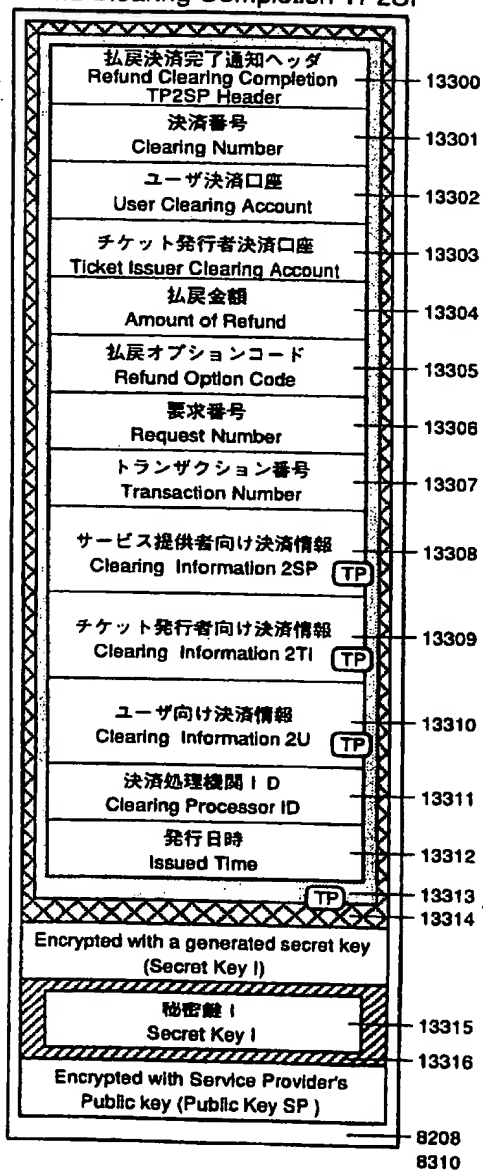 払戻決済完了通知ヘッダ
Refund Clearing Completion
TP2SP Header
13300
決済番号
Clearing Number
13301
ユーザ決済口座
User Clearing Account
13302
チケット発行者決済口座
Ticket Issuer Clearing Account
13303
払戻金額
Amount of Refund
13304
払戻オプションコード
Refund Option Code
13305
要求番号
Request Number
13306
トランザクション番号
Transaction Number
13307
サービス提供者向け決済情報
Clearing Information 2SP
TP
13308
チケット発行者向け決済情報
Clearing Information 2TI
TP
13309
ユーザ向け決済情報
Clearing Information 2U
TP
13310
決済処理機関ID
Clearing Processor ID
13311
発行日時
Issued Time
13312
TP
13313
13314
Encrypted with a generated secret key
(Secret Key I)
秘密鍵I
Secret Key I
13315
13316
Encrypted with Service Provider's
Public key (Public Key SP )
8208
8310